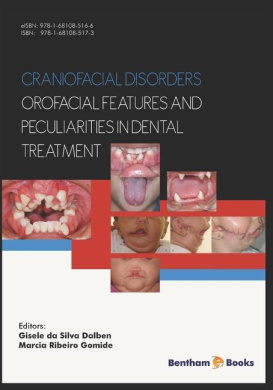 eISBN: 978-1-68108-516-6
ISBN: 978-1-68108-517-3
CRANIOFACIAL DISORDERS
OROFACIAL FEATURES AND
PECULIARITIES IN DENTAL
TREATMENT
Editors:
Gisele da Silva Dalben
Marcia Ribeiro Gomide
Bentham Books